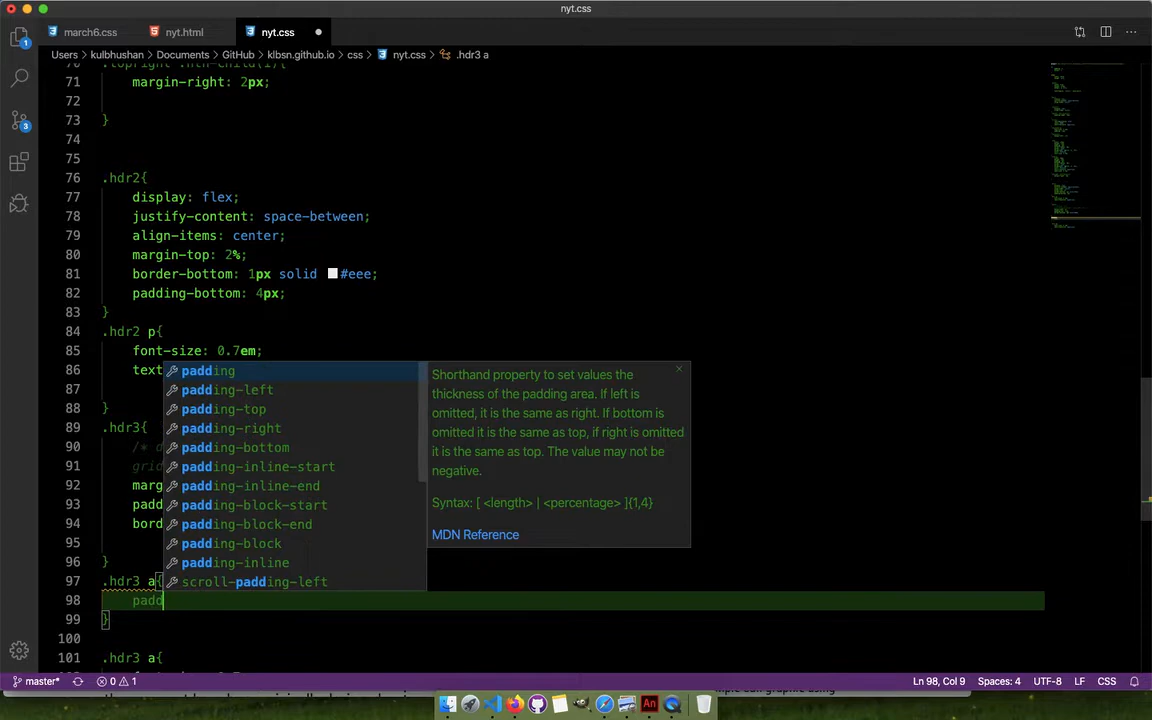 nyt.css
march6.css
nyt.html
nyt.css
Users > kulbhushan > Documents > GitHub > klbsn.github.io > css > nyt.css > .hdr3 a
70 .topright :nth-child(1){
71 margin-right: 2px;
72
73 }
74
75
76 .hdr2{
77 display: flex;
78 justify-content: space-between;
79 align-items: center;
80 margin-top: 2%;
81 border-bottom: 1px solid #eee;
82 padding-bottom: 4px;
83 }
84 .hdr2 p{
85 font-size: 0.7em;
86 text
87
88 }
89 .hdr3{
90 /* d
91 grid
92 marg
93 padd
94 bord
95
96 }
97 .hdr3 a{
98 padd
99 }
100
101 .hdr3 a{
padding
padding-left
padding-top
padding-right
padding-bottom
padding-inline-start
padding-inline-end
padding-block-start
padding-block-end
padding-block
padding-inline
scroll-padding-left
Shorthand property to set values the
thickness of the padding area. If left is
omitted, it is the same as right. If bottom is
omitted it is the same as top, if right is omitted
it is the same as top. The value may not be
negative.
Syntax: [ <length> | <percentage> ]{1,4}
MDN Reference
1
3
master*
0 1
Ln 98, Col 9
Spaces: 4
UTF-8
LF
CSS
An